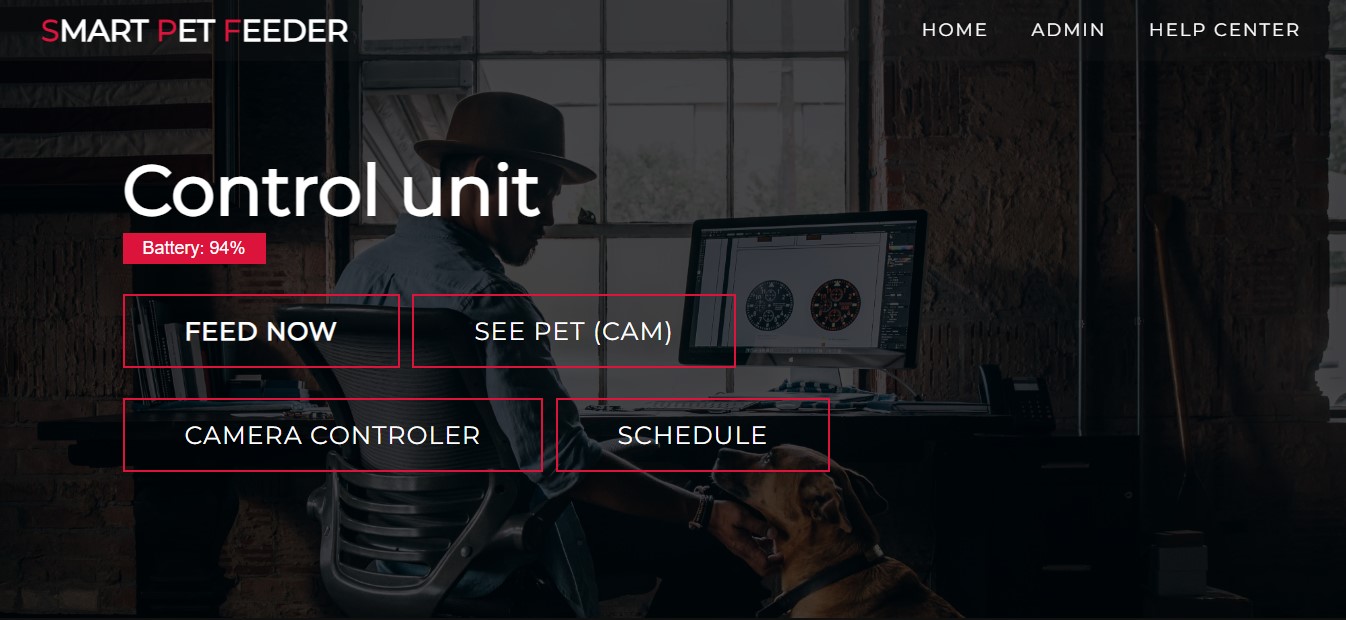 SMART PET FEEDER
HOME ADMIN HELP CENTER
Control unit
Battery: 94%
FEED NOW SEE PET (CAM)
CAMERA CONTROLER SCHEDULE